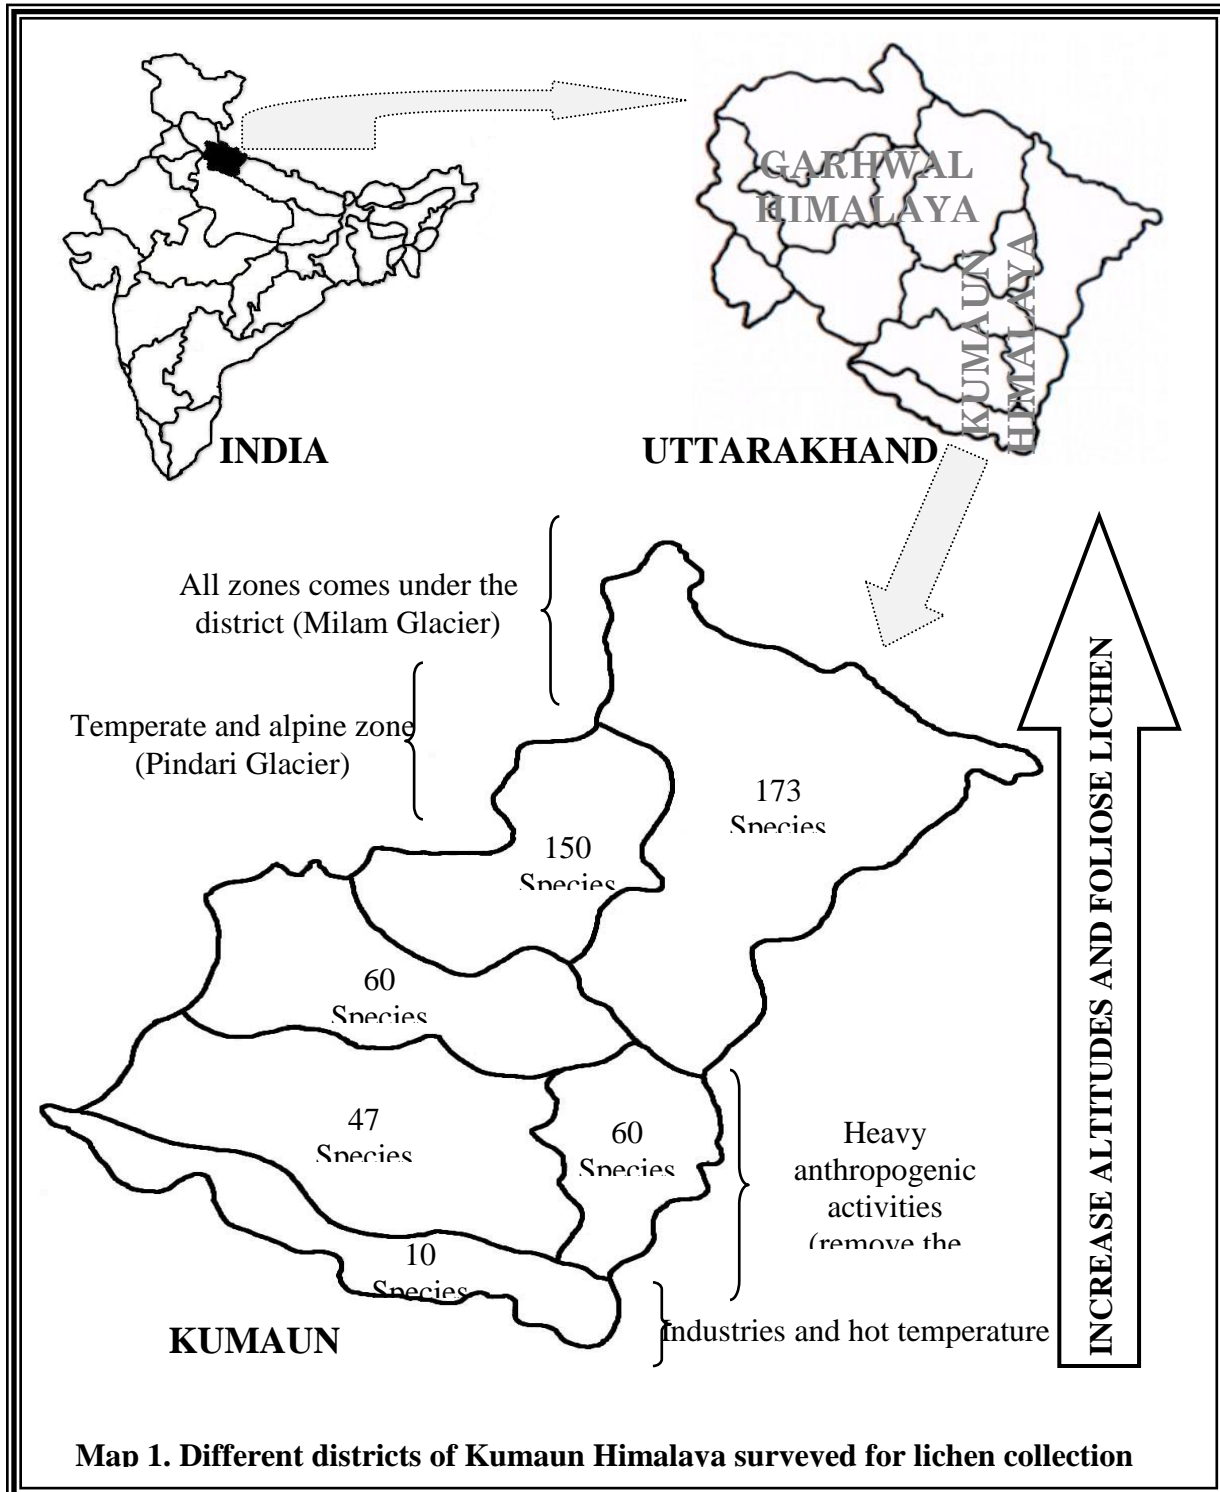 GARHWAL
HIMALAYA
KUMAUN
HIMALAYA
INDIA
UTTARAKHAND
All zones comes under the
district (Milam Glacier)
Temperate and alpine zone
(Pindari Glacier)
173
Species
150
Species
60
Species
47
Species
60
Species
10
Species
Heavy
anthropogenic
activities
(remove the
Industries and hot temperature
KUMAUN
INCREASE ALTITUDES AND FOLIOSE LICHEN
Map 1. Different districts of Kumaun Himalaya surveyed for lichen collection